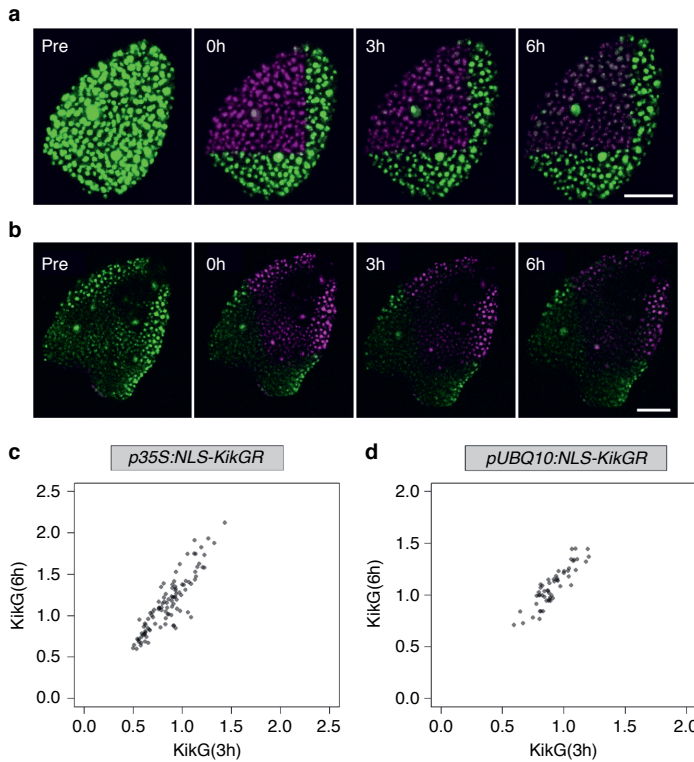 a
Pre
0h
3h
6h
b
Pre
0h
3h
6h
c
p35S:NLS-KikGR
2.5
2.0
1.5
1.0
0.5
0.0
KikG(6h)
0.0 0.5 1.0 1.5 2.0 2.5
KikG(3h)
d
pUBQ10:NLS-KikGR
2.0
1.5
1.0
0.5
0.0
KikG(6h)
0.0 0.5 1.0 1.5
KikG(3h)